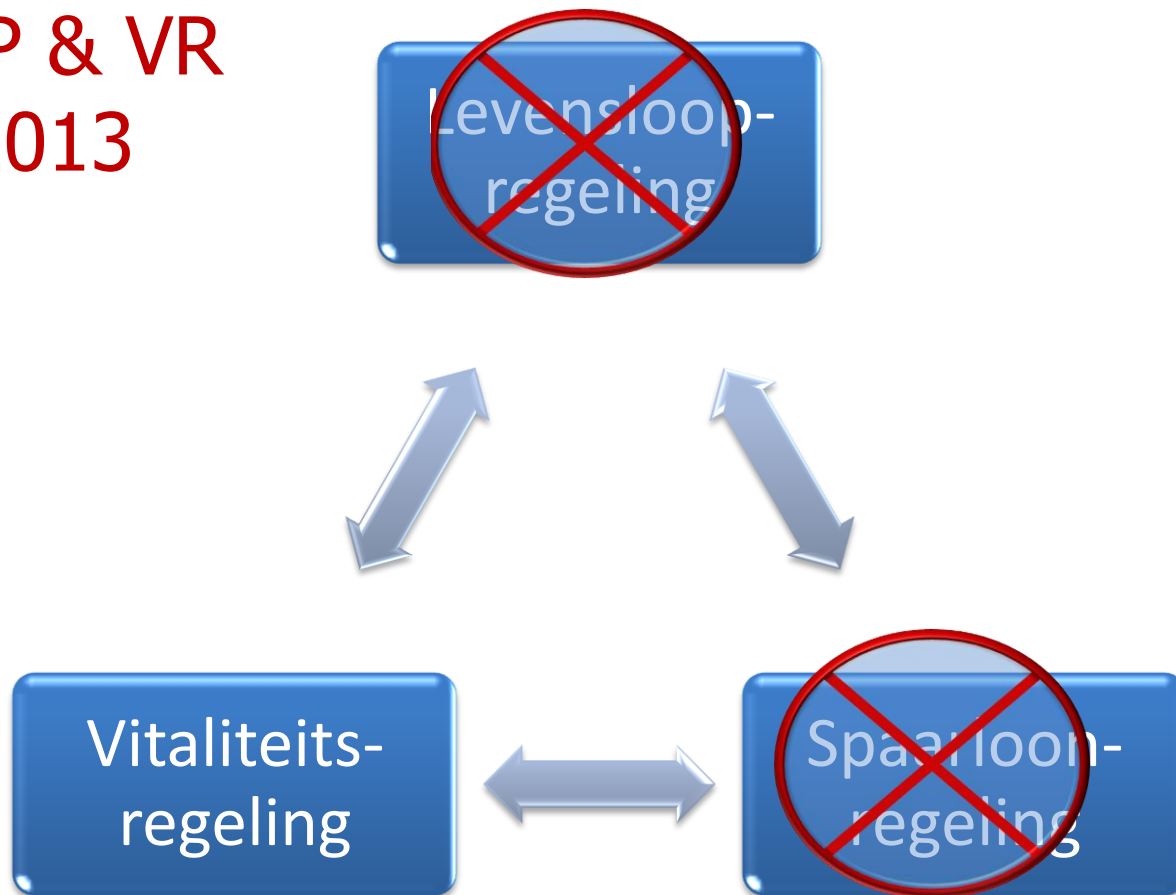 P & VR
013
Levensloop-
regeling
Vitaliteits-
regeling
Spaarloon-
regeling